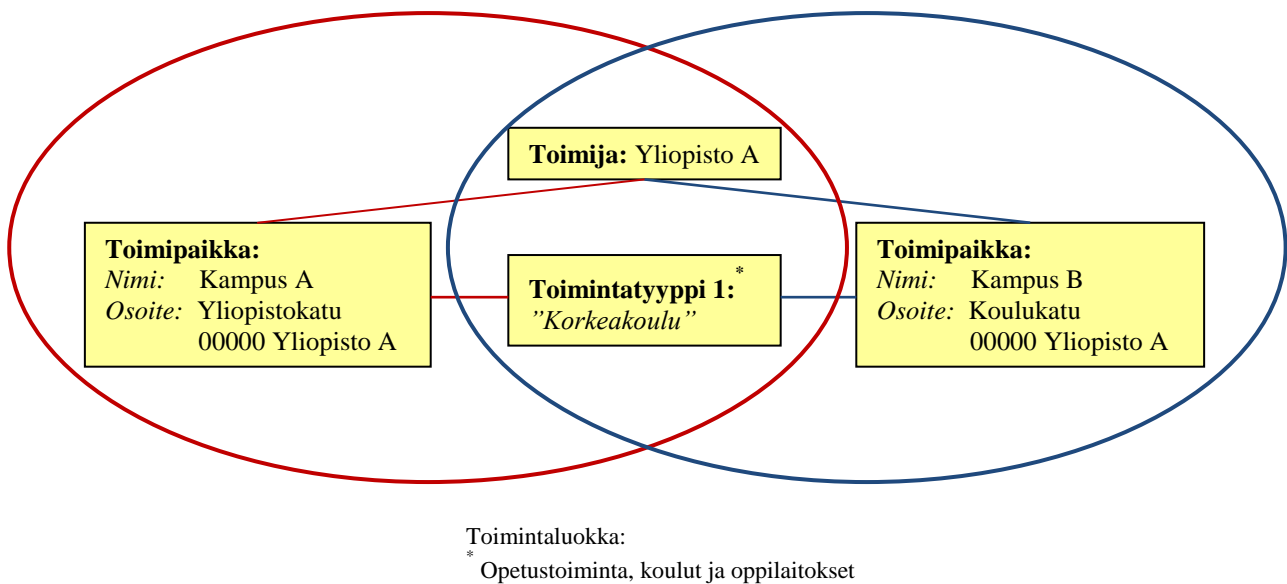 Toimija: Yliopisto A
Toimipaikka:
Nimi: Kampus A
Osoite: Yliopistokatu
00000 Yliopisto A
Toimintatyyppi 1: *
”Korkeakoulu”
Toimipaikka:
Nimi: Kampus B
Osoite: Koulukatu
00000 Yliopisto A
Toimintaluokka:
* Opetustoiminta, koulut ja oppilaitokset